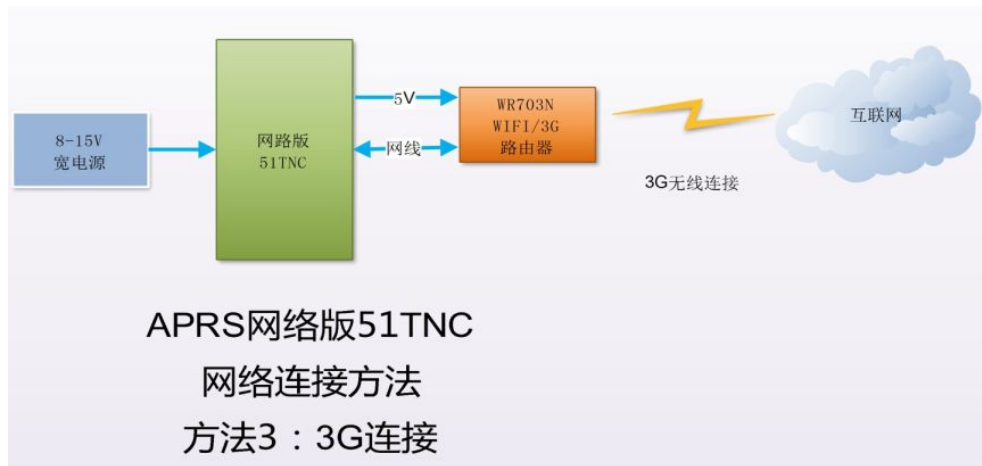 8-15V
宽电源
网路版
51TNC
5V
网线
WR703N
WIFI/3G
路由器
互联网
3G无线连接
APRS网络版51TNC
网络连接方法
方法3：3G连接